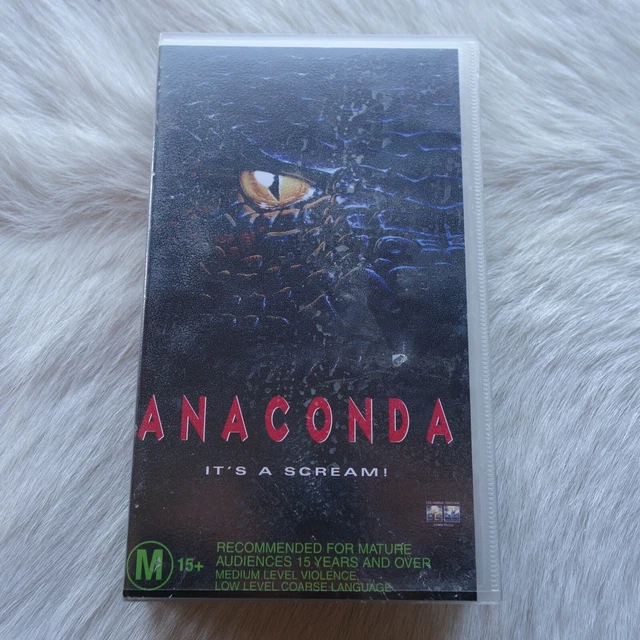 ANACONDA
IT'S A SCREAM!
M 15+
RECOMMENDED FOR MATURE
AUDIENCES 15 YEARS AND OVER
MEDIUM LEVEL VIOLENCE
LOW LEVEL COARSE LANGUAGE